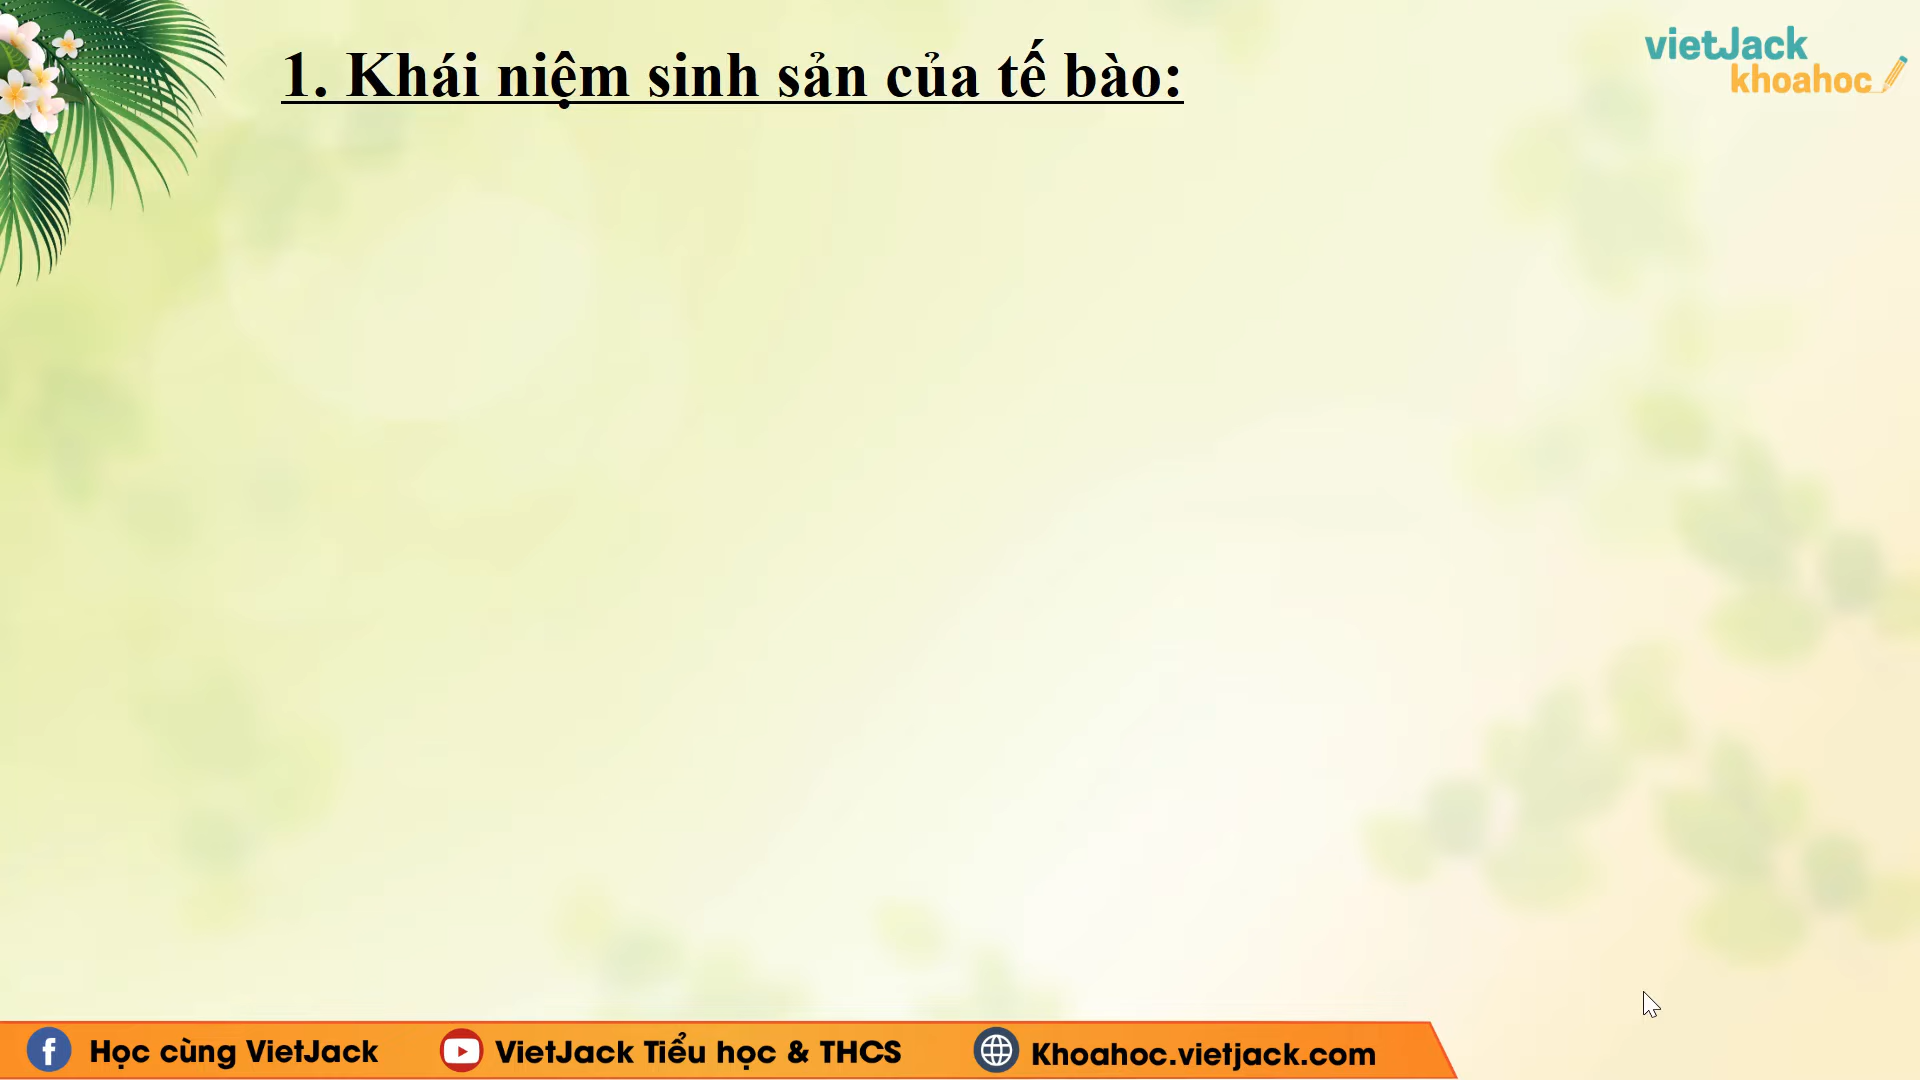 1. Khái niệm sinh sản của tế bào:
vietJack
khoahoc
Học cùng VietJack
VietJack Tiểu học & THCS
Khoahoc.vietjack.com